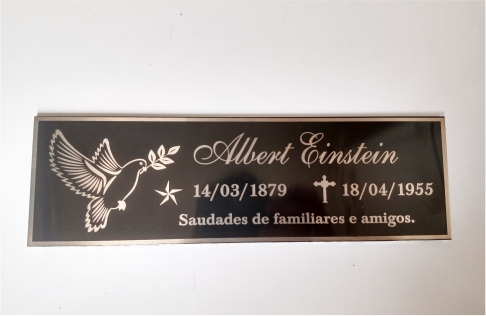 Albert Einstein
14/03/1879 18/04/1955
Saudades de familiares e amigos.